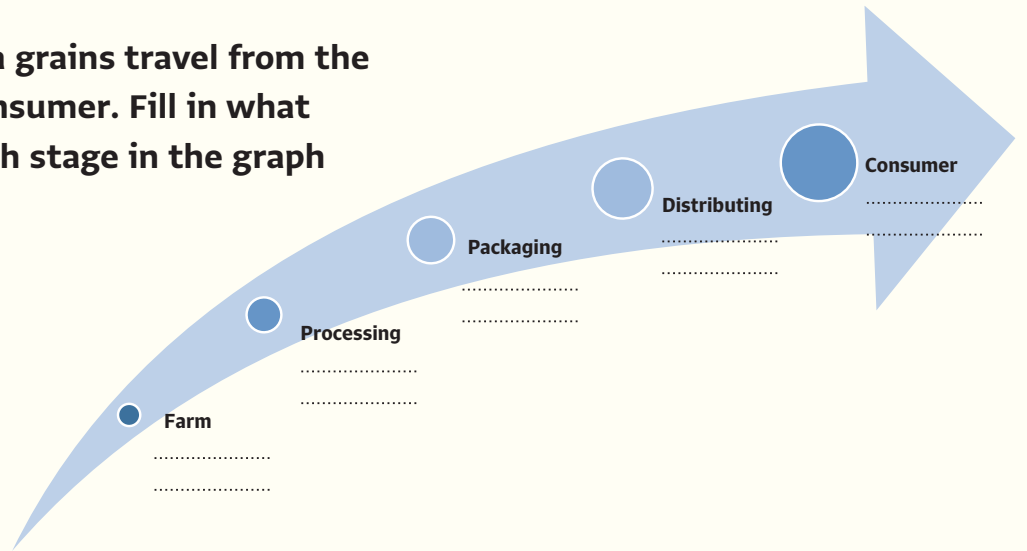 grains travel from the
nsumer. Fill in what
h stage in the graph
Consumer
....................
....................
Distributing
....................
....................
Packaging
....................
....................
Processing
....................
....................
Farm
....................
....................